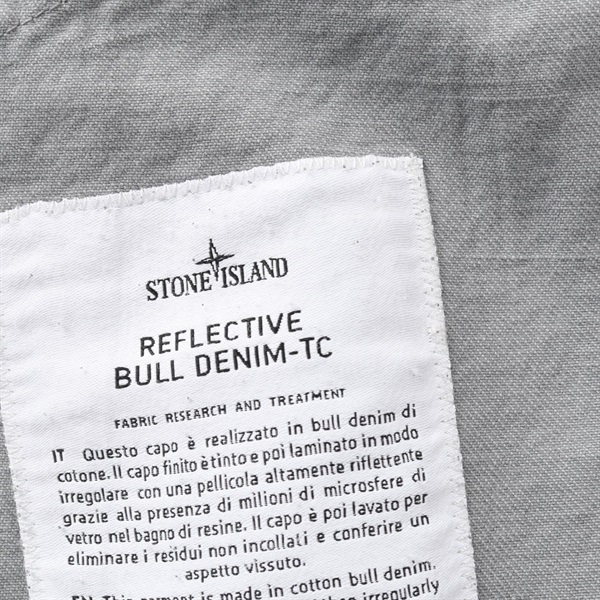 STONE ISLAND
REFLECTIVE
BULL DENIM-TC
FABRIC RESEARCH AND TREATMENT
IT Questo capo è realizzato in bull denim di
cotone. Il capo finito è tinto e poi laminato in modo
irregolare con una pellicola altamente riflettente
grazie alla presenza di milioni di microsfere di
vetro nel bagno di resine. Il capo è poi lavato per
eliminare i residui non incollati e conferire un
aspetto vissuto.
EN This garment is made in cotton bull denim.
irregularly